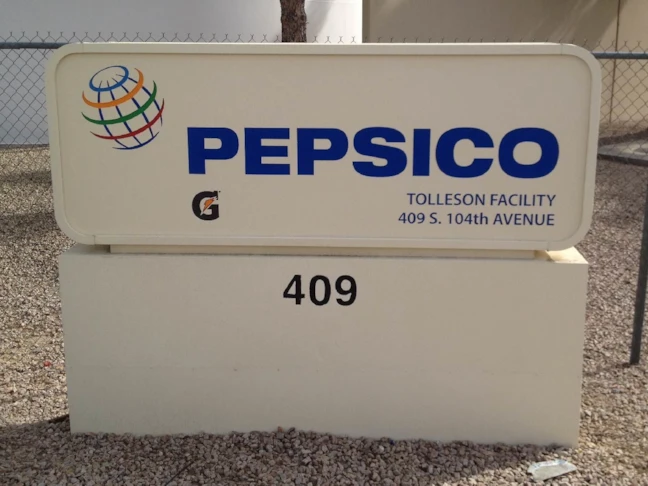 PEPSICO
G
TOLLESON FACILITY
409 S. 104th AVENUE
409